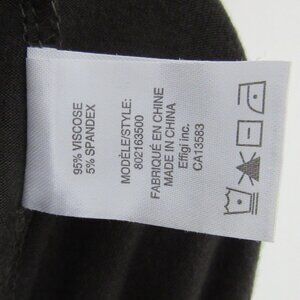 95% VISCOSE
5% SPANDEX
MODÈLE/STYLE:
802163500
FABRIQUÉ EN CHINE
MADE IN CHINA
Effigi inc.
CA13583